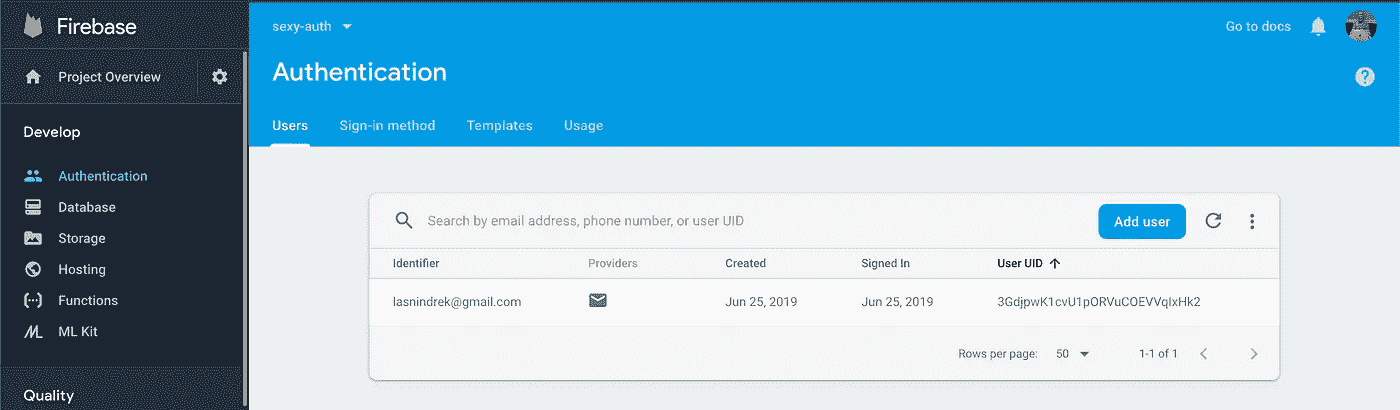 Firebase
sexy-auth
Go to docs
Project Overview
Authentication
Develop
Users Sign-in method Templates Usage
Authentication
Database
Storage
Hosting
Functions
ML Kit
Quality
Search by email address, phone number, or user UID
Add user
Identifier Providers Created Signed In User UID
lasnindrek@gmail.com Jun 25, 2019 Jun 25, 2019 3GdjpwK1cvU1pORVuCOEVVqIxHk2
Rows per page: 50 1-1 of 1